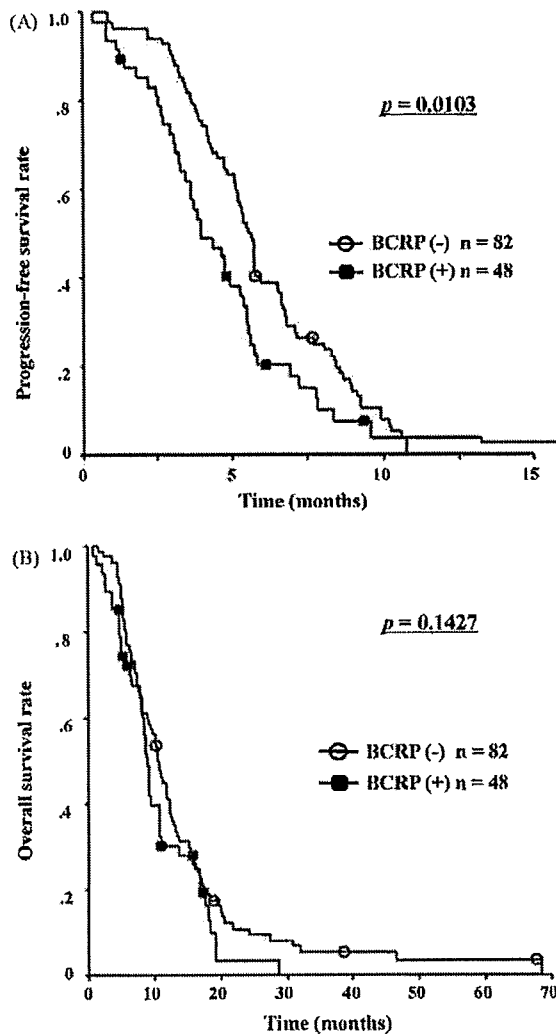 (A)
1.0
.8
.6
.4
.2
0
Progression-free survival rate
p = 0.0103
BCRP (-) n = 82
BCRP (+) n = 48
0 5 10 15
Time (months)
(B)
1.0
.8
.6
.4
.2
0
Overall survival rate
p = 0.1427
BCRP (-) n = 82
BCRP (+) n = 48
0 10 20 30 40 50 60 70
Time (months)